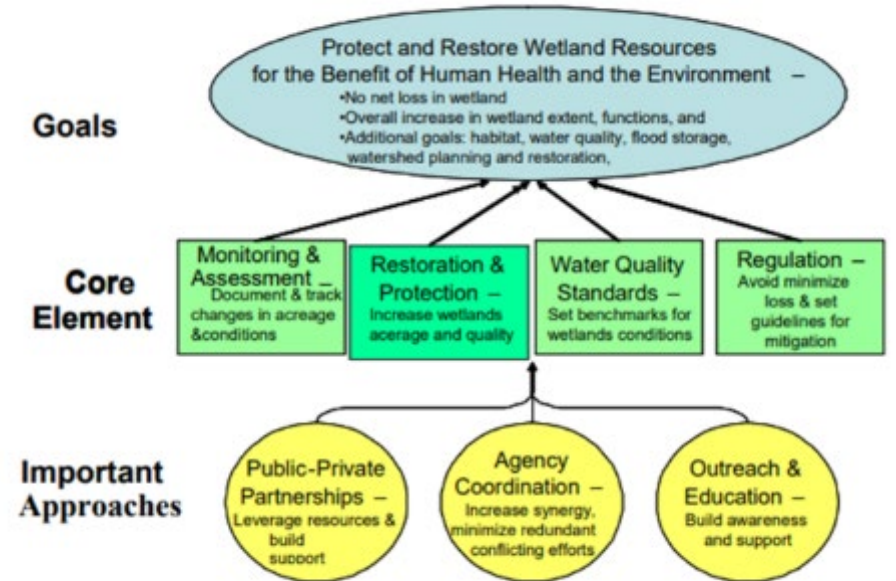 Protect and Restore Wetland Resources
for the Benefit of Human Health and the Environment –
•No net loss in wetland
•Overall increase in wetland extent, functions, and
•Additional goals: habitat, water quality, flood storage,
watershed planning and restoration,
Goals
Core
Element
Monitoring &
Assessment –
Document & track
changes in acreage
&conditions
Restoration &
Protection –
Increase wetlands
acerage and quality
Water Quality
Standards –
Set benchmarks for
wetlands conditions
Regulation –
Avoid minimize
loss & set
guidelines for
mitigation
Important
Approaches
Public-Private
Partnerships –
Leverage resources &
build
support
Agency
Coordination –
Increase synergy,
minimize redundant
conflicting efforts
Outreach &
Education –
Build awareness
and support